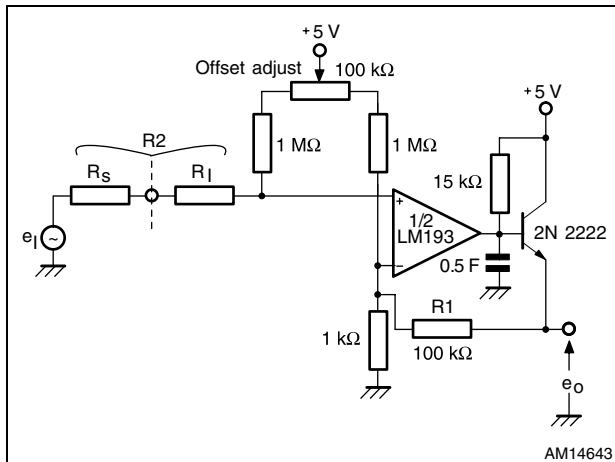 +5 V
Offset adjust
100 kΩ
+5 V
R2
1 MΩ
1 MΩ
RS
RI
15 kΩ
+
1/2
LM193
2N 2222
eI
0.5 F
−
R1
1 kΩ
100 kΩ
eO
AM14643